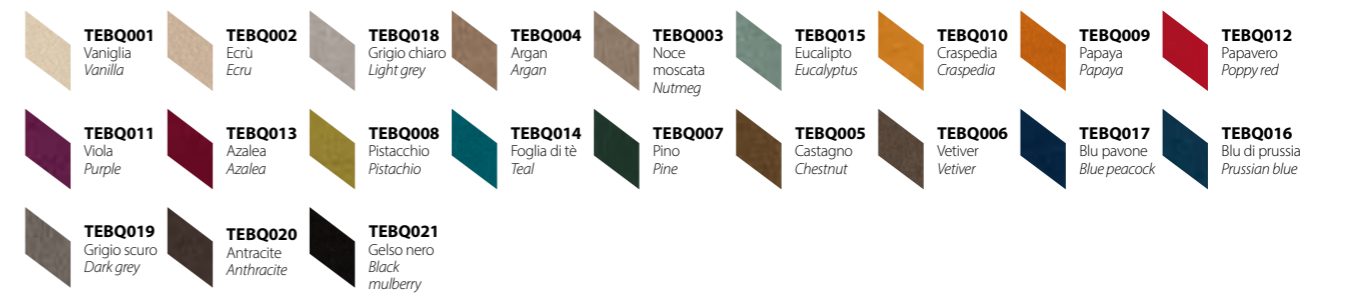 TEBQ001
Vaniglia
Vanilla
TEBQ002
Ecrù
Ecru
TEBQ018
Grigio chiaro
Light grey
TEBQ004
Argan
Argan
TEBQ003
Noce
moscata
Nutmeg
TEBQ015
Eucalipto
Eucalyptus
TEBQ010
Craspedia
Craspedia
TEBQ009
Papaya
Papaya
TEBQ012
Papavero
Poppy red
TEBQ011
Viola
Purple
TEBQ013
Azalea
Azalea
TEBQ008
Pistacchio
Pistachio
TEBQ014
Foglia di tè
Teal
TEBQ007
Pino
Pine
TEBQ005
Castagno
Chestnut
TEBQ006
Vetiver
Vetiver
TEBQ017
Blu pavone
Blue peacock
TEBQ016
Blu di prussia
Prussian blue
TEBQ019
Grigio scuro
Dark grey
TEBQ020
Antracite
Anthracite
TEBQ021
Gelso nero
Black
mulberry